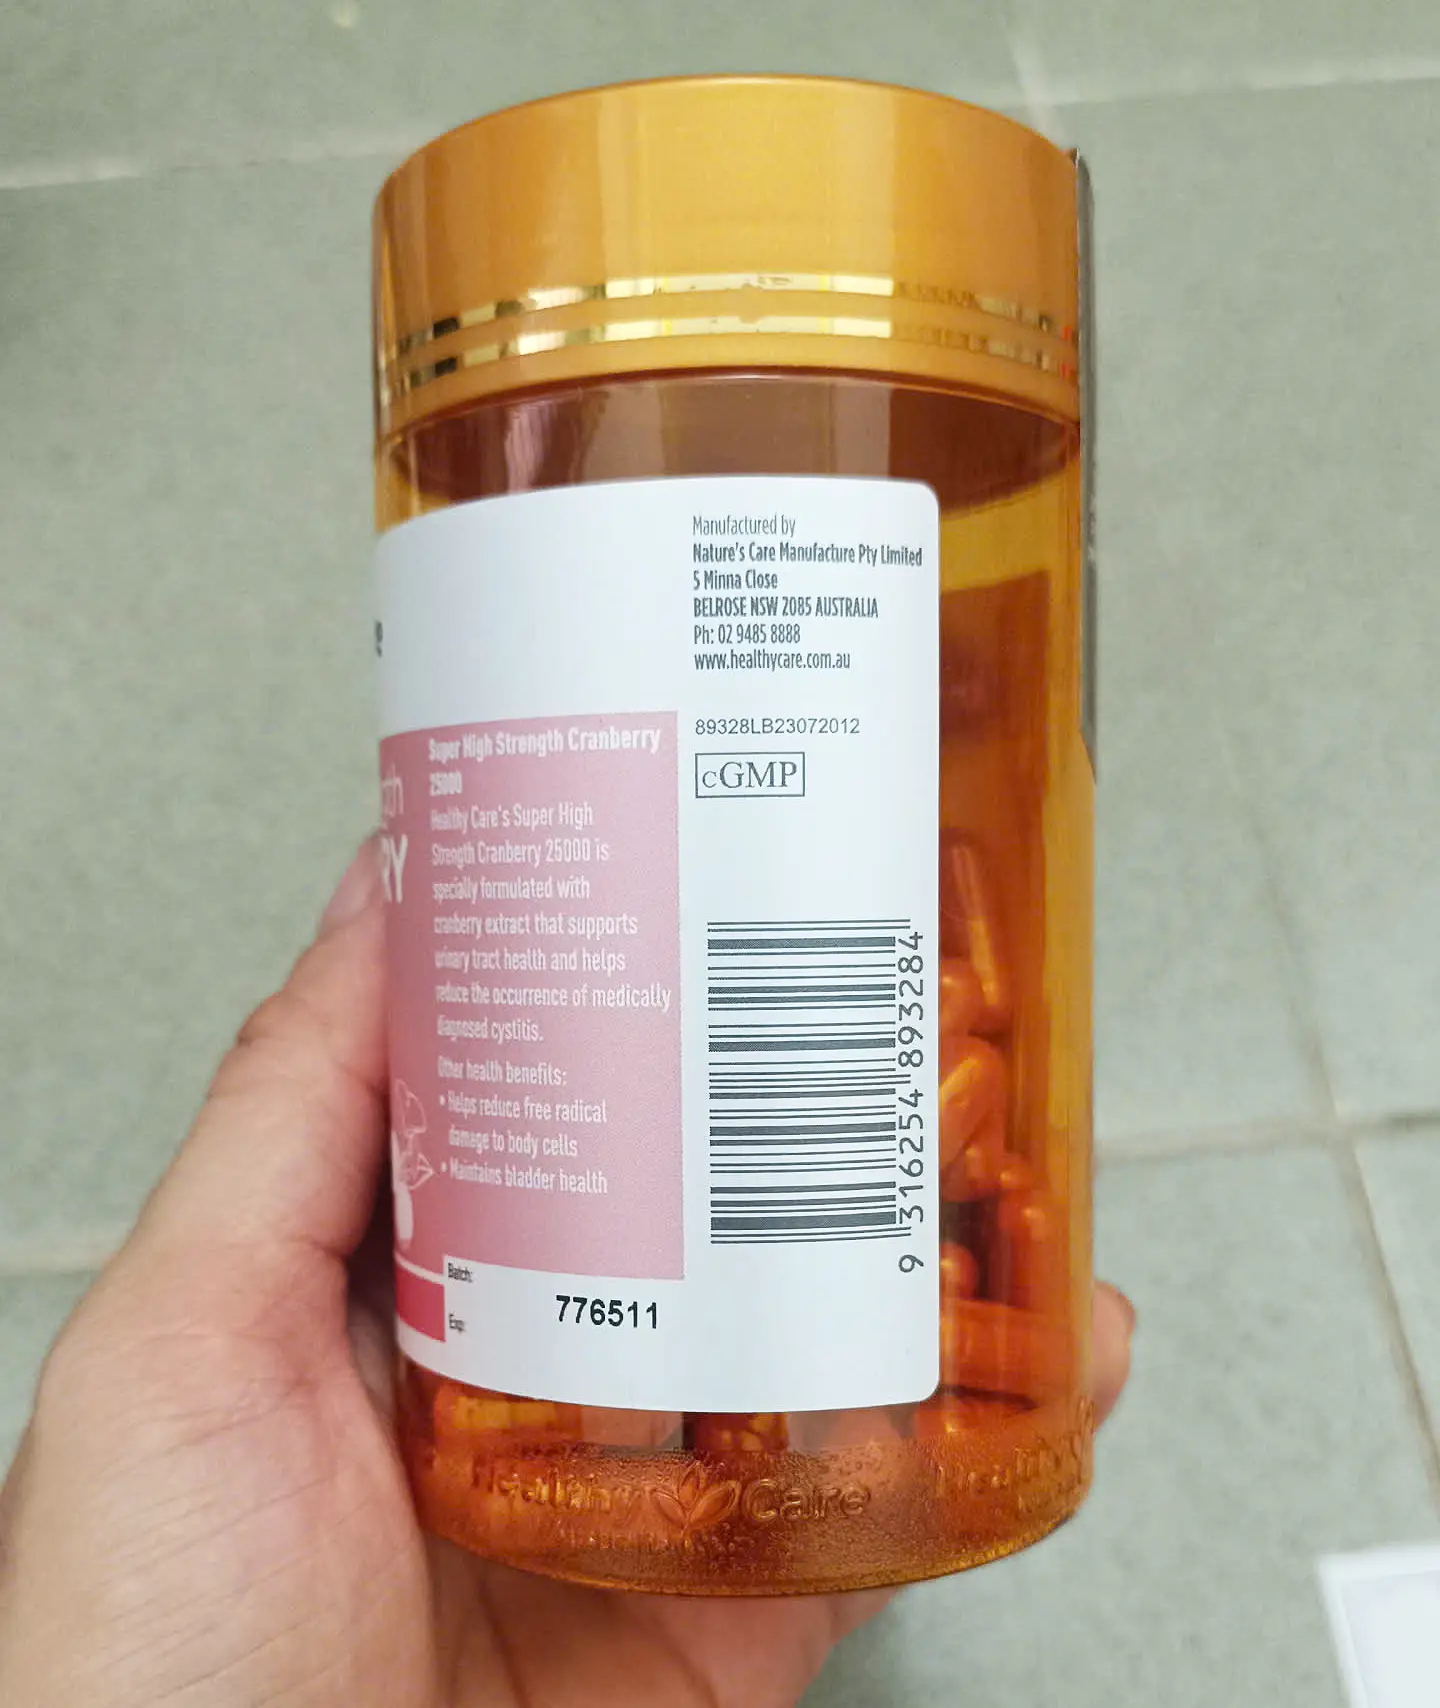 e
gth
RY
Super High Strength Cranberry
25000
Healthy Care's Super High
Strength Cranberry 25000 is
specially formulated with
cranberry extract that supports
urinary tract health and helps
reduce the occurrence of medically
diagnosed cystitis.
Other health benefits:
• Helps reduce free radical
damage to body cells
• Maintains bladder health
Batch:
776511
Exp:
Manufactured by
Nature's Care Manufacture Pty Limited
5 Minna Close
BELROSE NSW 2085 AUSTRALIA
Ph: 02 9485 8888
www.healthycare.com.au
89328LB23072012
cGMP
9 316254 893284
Healthy Care